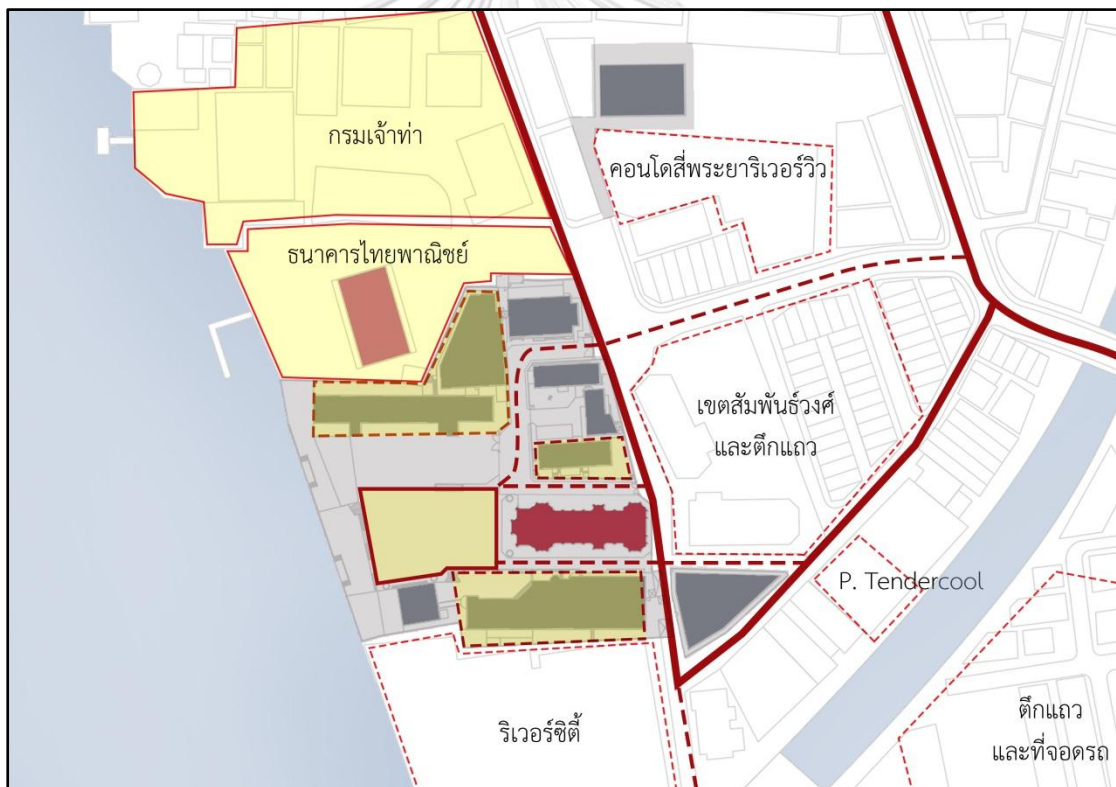 กรมเจ้าท่า
คอนโดสี่พระยาริเวอร์วิว
ธนาคารไทยพาณิชย์
เขตสัมพันธ์วงศ์
และตึกแถว
P. Tendercool
ริเวอร์ซิตี้
ตึกแถว
และที่จอดรถ